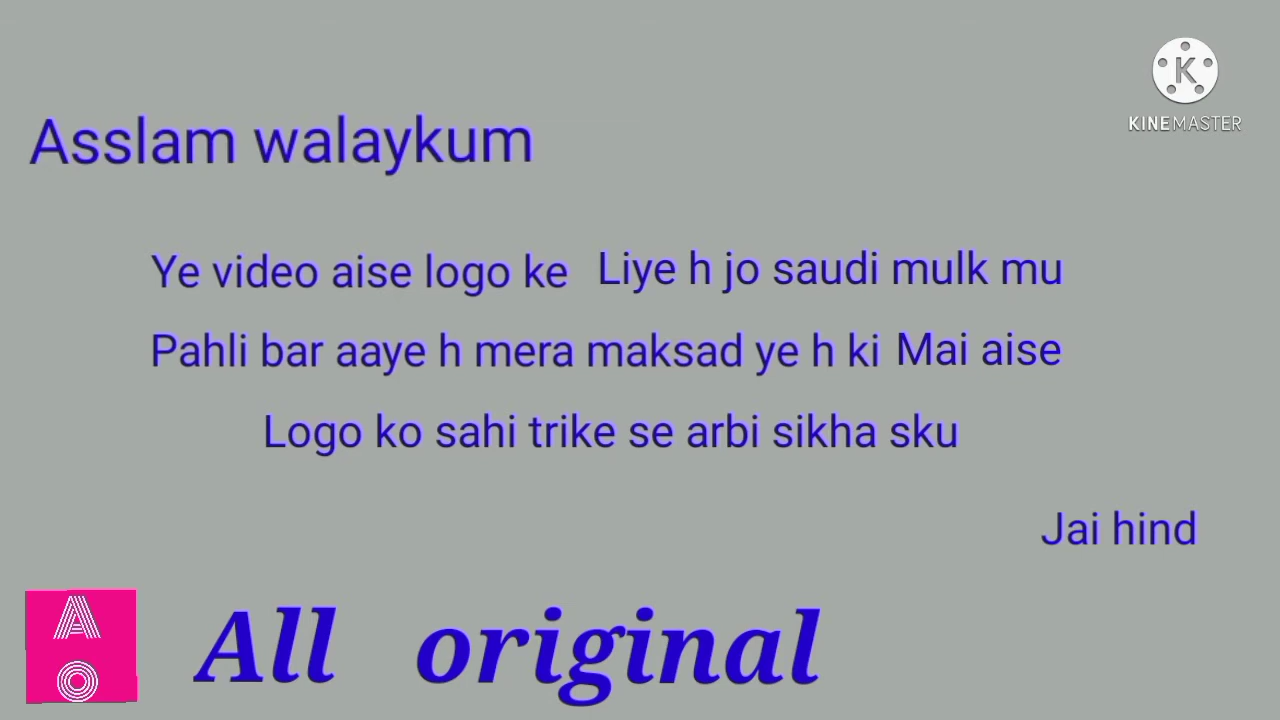 KINEMASTER
Asslam walaykum
Ye video aise logo ke Liye h jo saudi mulk mu
Pahli bar aaye h mera maksad ye h ki Mai aise
Logo ko sahi trike se arbi sikha sku
Jai hind
AO
All original